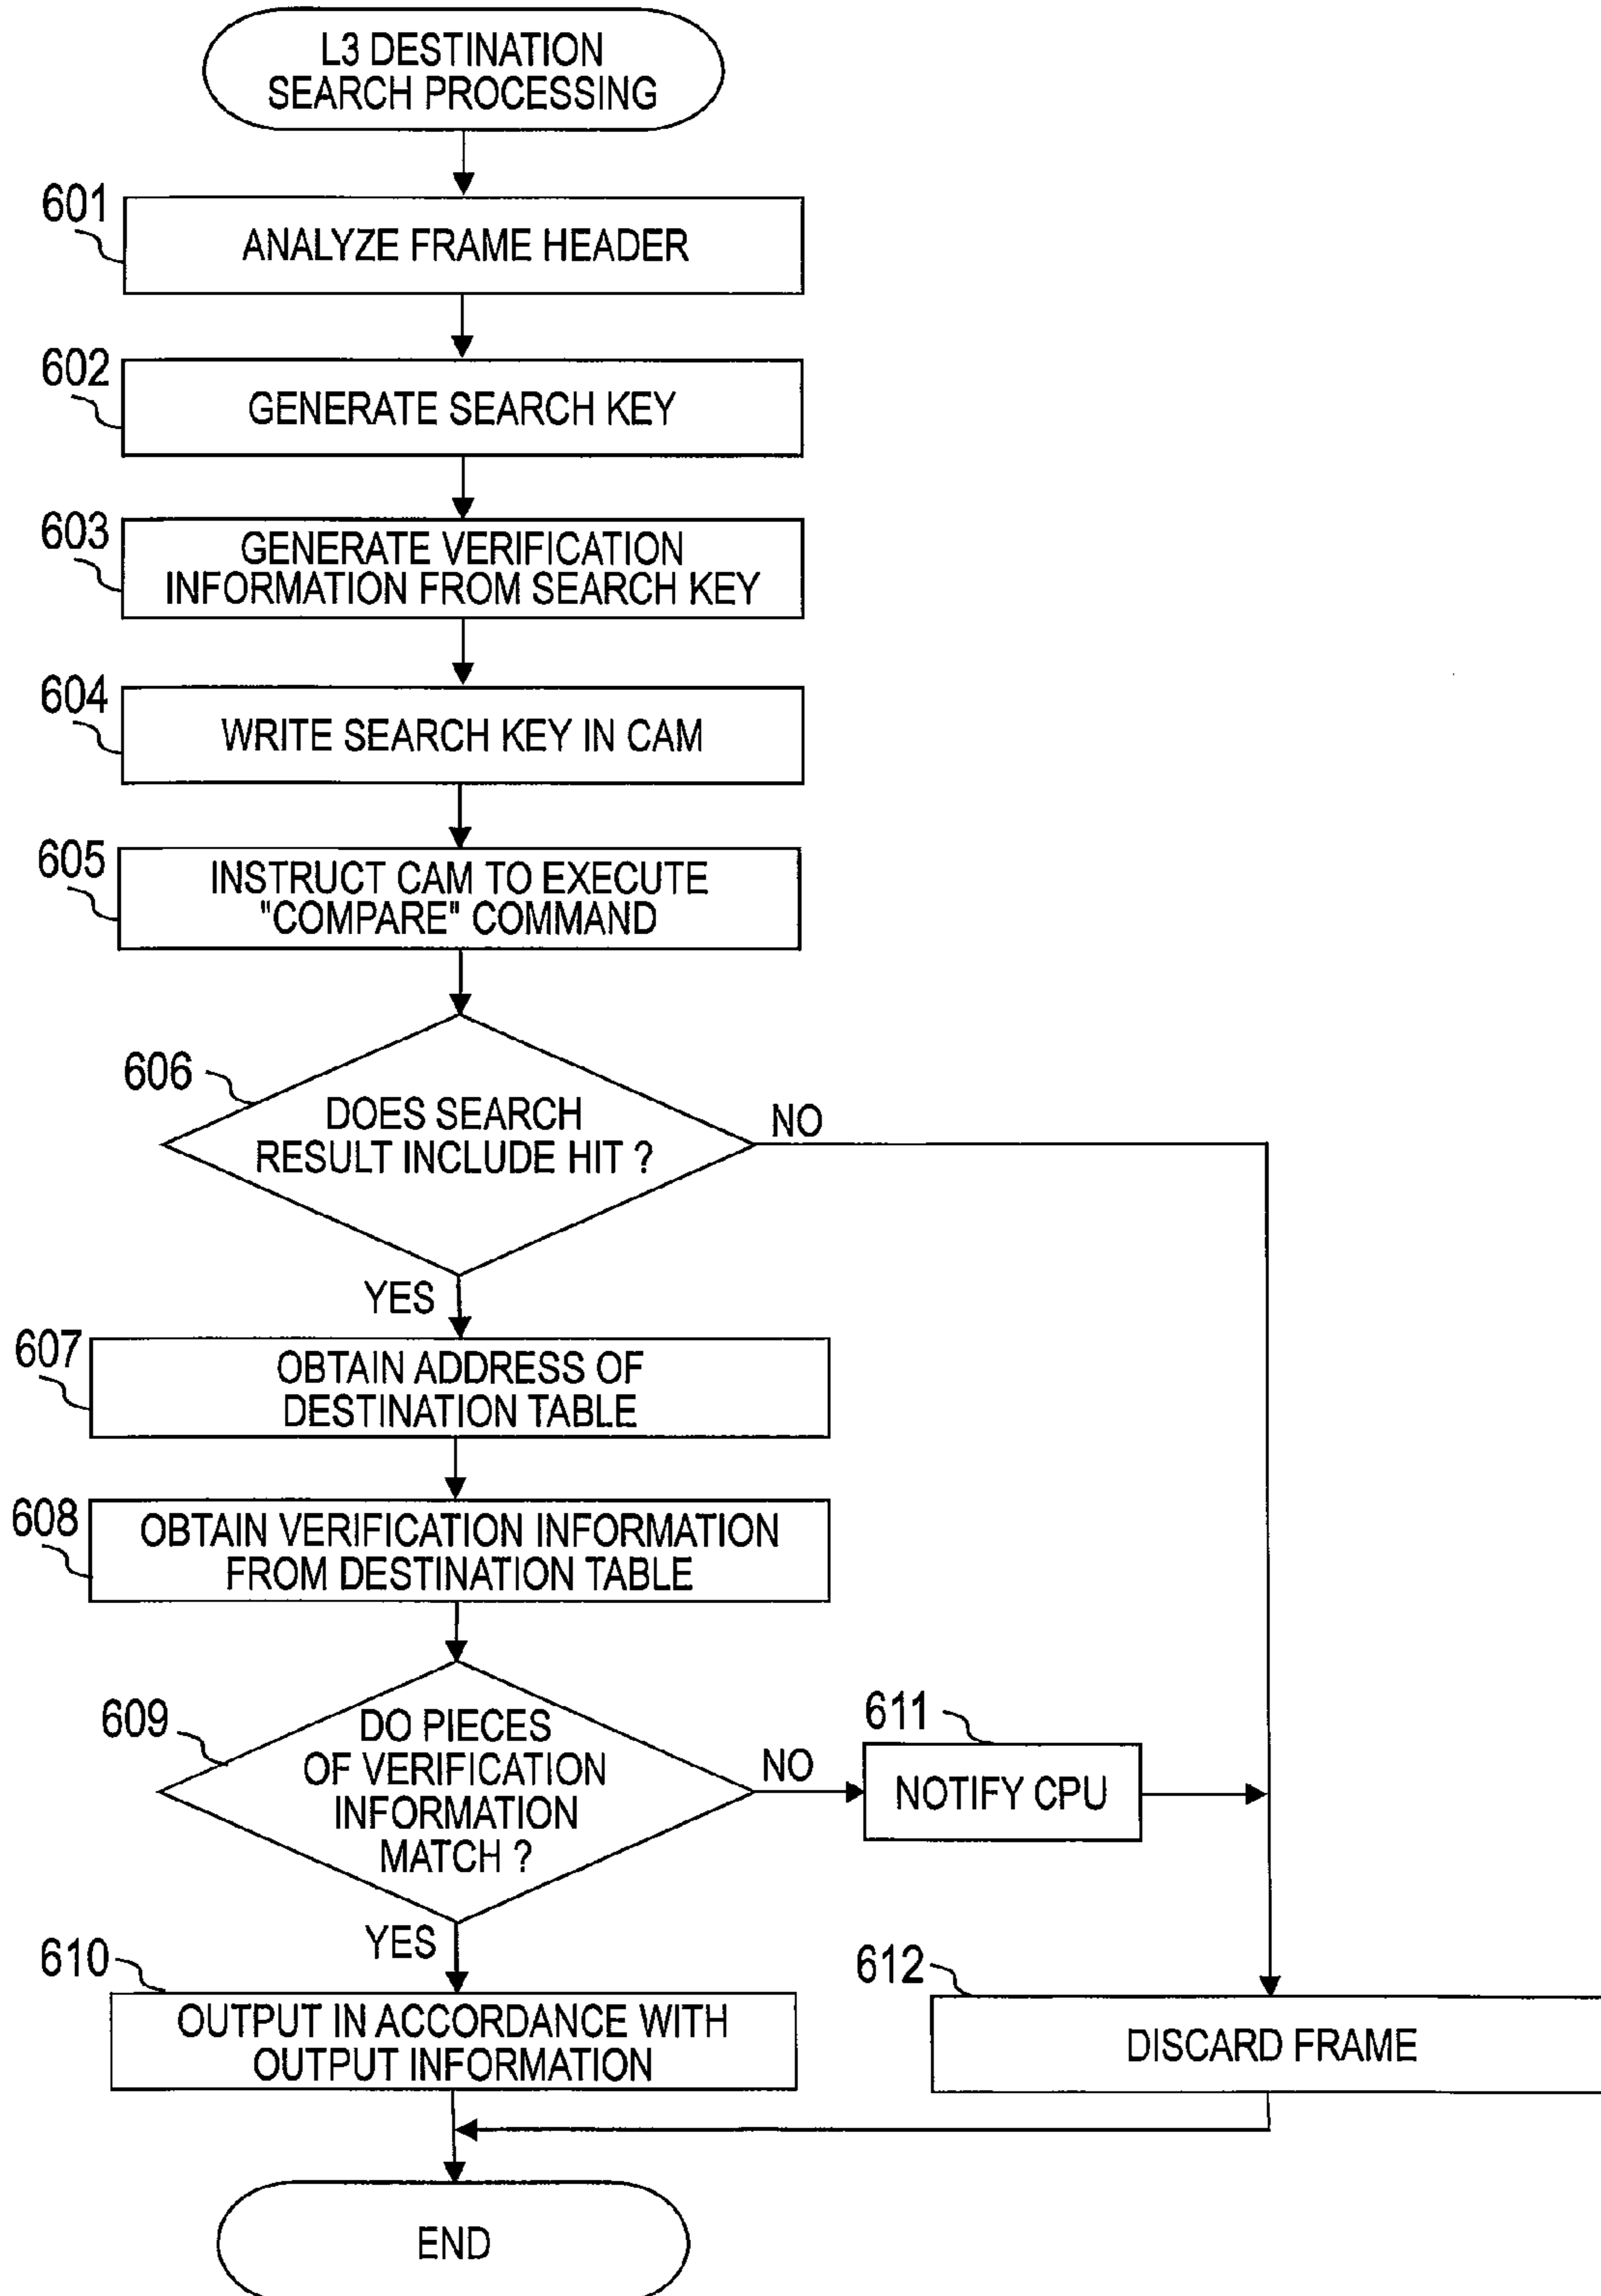 L3 DESTINATION
SEARCH PROCESSING
601
ANALYZE FRAME HEADER
602
GENERATE SEARCH KEY
603
GENERATE VERIFICATION
INFORMATION FROM SEARCH KEY
604
WRITE SEARCH KEY IN CAM
605
INSTRUCT CAM TO EXECUTE
"COMPARE" COMMAND
606
DOES SEARCH
RESULT INCLUDE HIT ?
NO
YES
607
OBTAIN ADDRESS OF
DESTINATION TABLE
608
OBTAIN VERIFICATION INFORMATION
FROM DESTINATION TABLE
609
DO PIECES
OF VERIFICATION
INFORMATION
MATCH ?
NO
611
NOTIFY CPU
YES
610
OUTPUT IN ACCORDANCE WITH
OUTPUT INFORMATION
612
DISCARD FRAME
END